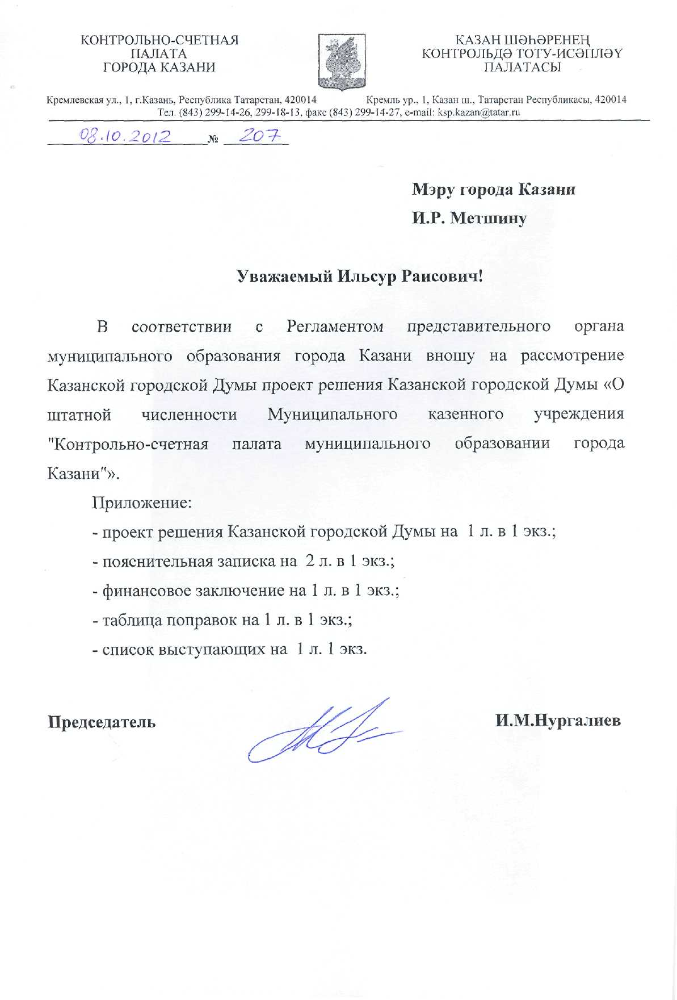 КОНТРОЛЬНО-СЧЕТНАЯ
ПАЛАТА
ГОРОДА КАЗАНИ
КАЗАН ШӘҺӘРЕНЕҢ
КОНТРОЛЬДӘ ТОТУ-ИСӘПЛӘҮ
ПАЛАТАСЫ
Кремлевская ул., 1, г.Казань, Республика Татарстан, 420014
Кремль ур., 1, Казан ш., Татарстан Республикасы, 420014
Тел. (843) 299-14-26, 299-18-13, факс (843) 299-14-27, e-mail: ksp.kazan@tatar.ru
08.10.2012 № 207
Мэру города Казани
И.Р. Метшину
Уважаемый Ильсур Раисович!
В соответствии с Регламентом представительного органа
муниципального образования города Казани вношу на рассмотрение
Казанской городской Думы проект решения Казанской городской Думы «О
штатной численности Муниципального казенного учреждения
"Контрольно-счетная палата муниципального образовании города
Казани"».
Приложение:
- проект решения Казанской городской Думы на 1 л. в 1 экз.;
- пояснительная записка на 2 л. в 1 экз.;
- финансовое заключение на 1 л. в 1 экз.;
- таблица поправок на 1 л. в 1 экз.;
- список выступающих на 1 л. 1 экз.
Председатель И.М.Нургалиев